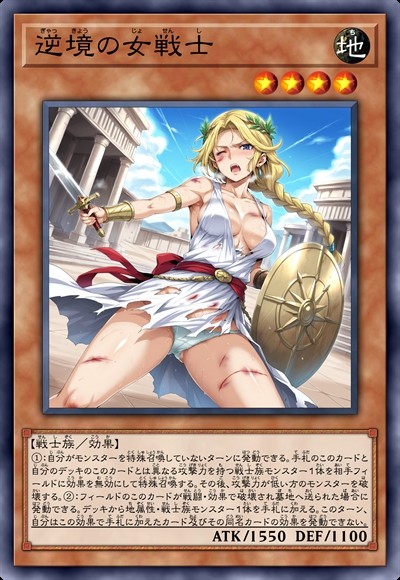 逆境の女戦士
地
【戦士族／効果】
①:自分がモンスターを特殊召喚していないターンに発動できる。手札のこのカードと
自分のデッキのこのカードとは異なる攻撃力を持つ戦士族モンスター1体を相手フィ
ールドに効果を無効にして特殊召喚する。その後、攻撃力が低い方のモンスターを破
壊する。②:フィールドのこのカードが戦闘・効果で破壊され墓地へ送られた場合に
発動できる。デッキから地属性・戦士族モンスター1体を手札に加える。このターン、
自分はこの効果で手札に加えたカード及びその同名カードの効果を発動できない。
ATK/1550 DEF/1100